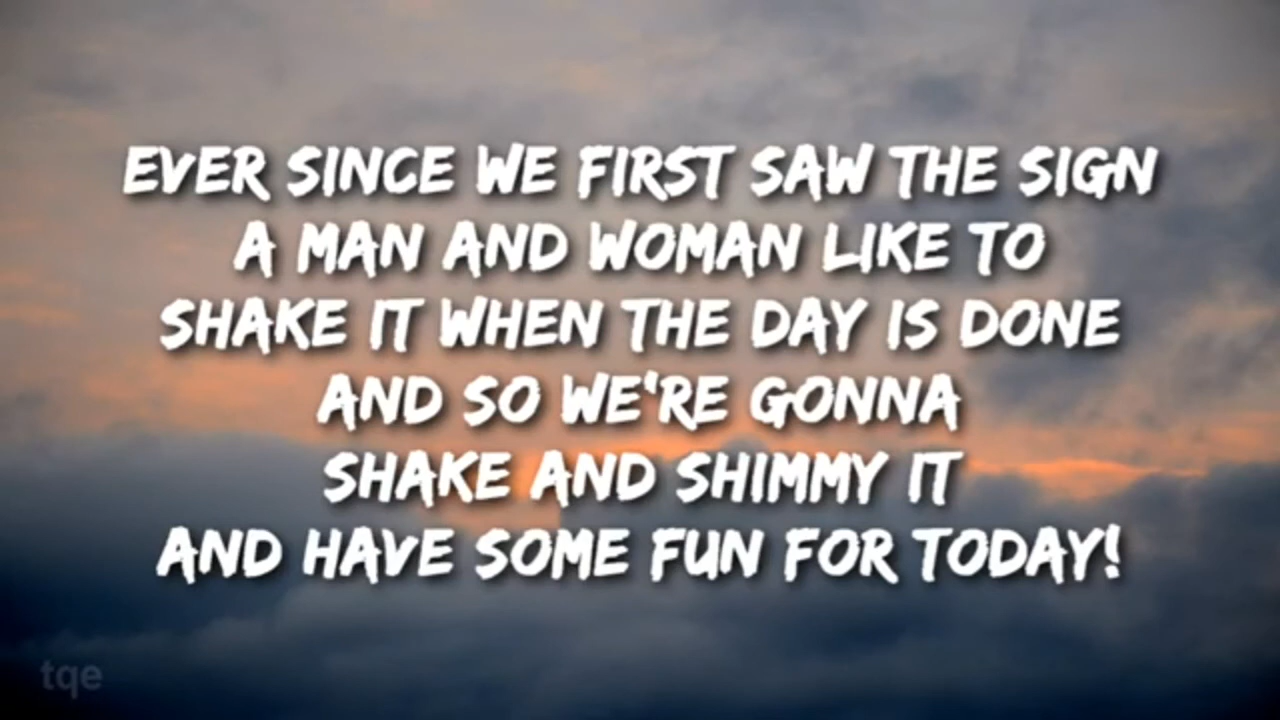 EVER SINCE WE FIRST SAW THE SIGN
A MAN AND WOMAN LIKE TO
SHAKE IT WHEN THE DAY IS DONE
AND SO WE'RE GONNA
SHAKE AND SHIMMY IT
AND HAVE SOME FUN FOR TODAY!
tqe